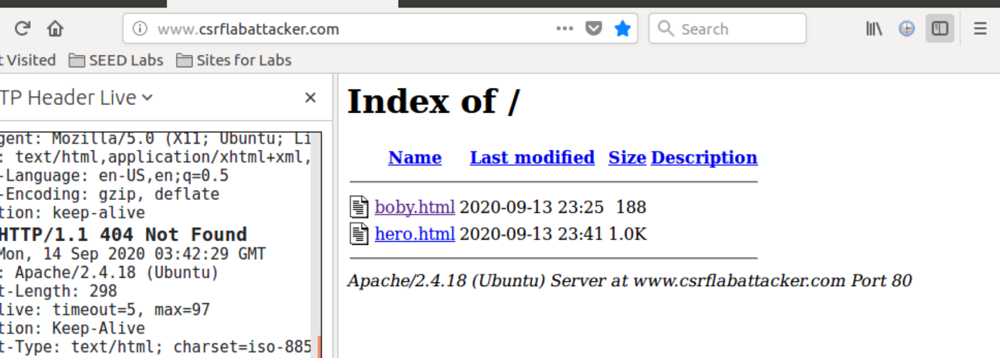 www.csrflabattacker.com
Search
t Visited SEED Labs Sites for Labs
TP Header Live
gent: Mozilla/5.0 (X11; Ubuntu; Li
: text/html,application/xhtml+xml,
-Language: en-US,en;q=0.5
-Encoding: gzip, deflate
tion: keep-alive
HTTP/1.1 404 Not Found
Mon, 14 Sep 2020 03:42:29 GMT
: Apache/2.4.18 (Ubuntu)
t-Length: 298
live: timeout=5, max=97
tion: Keep-Alive
t-Type: text/html; charset=iso-885
Index of /
Name Last modified Size Description
boby.html 2020-09-13 23:25 188
hero.html 2020-09-13 23:41 1.0K
Apache/2.4.18 (Ubuntu) Server at www.csrflabattacker.com Port 80